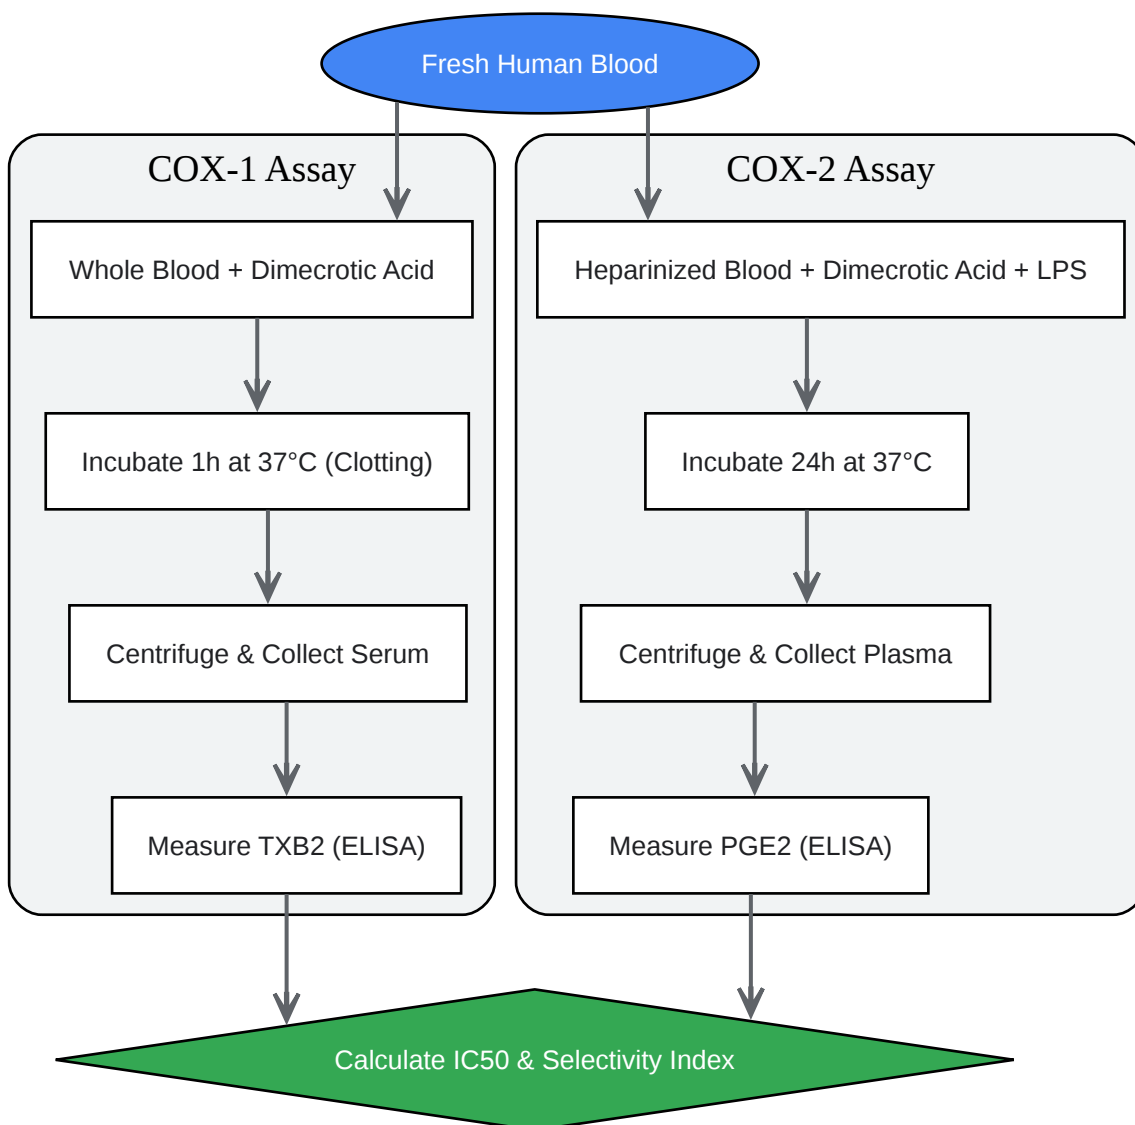 Fresh Human Blood
COX-1 Assay
Whole Blood + Dimecrotic Acid
Incubate 1h at 37°C (Clotting)
Centrifuge & Collect Serum
Measure TXB2 (ELISA)
COX-2 Assay
Heparinized Blood + Dimecrotic Acid + LPS
Incubate 24h at 37°C
Centrifuge & Collect Plasma
Measure PGE2 (ELISA)
Calculate IC50 & Selectivity Index